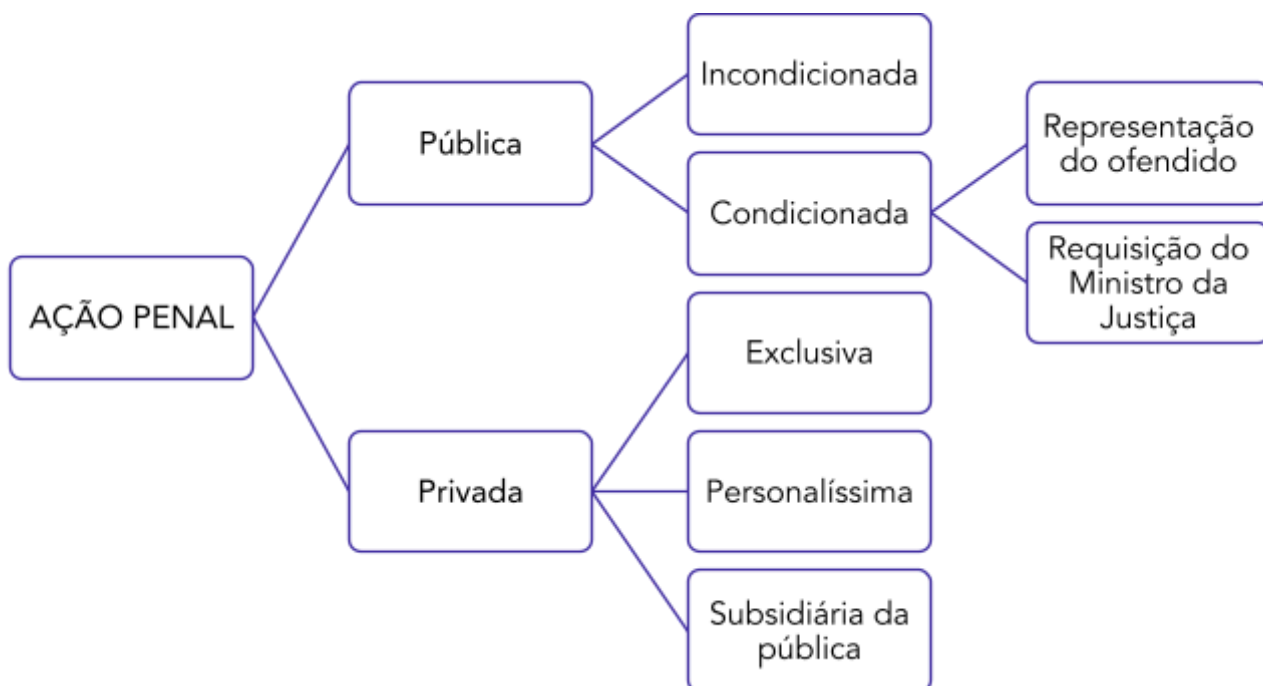 AÇÃO PENAL
Pública
Incondicionada
Condicionada
Representação
do ofendido
Requisição do
Ministro da
Justiça
Privada
Exclusiva
Personalíssima
Subsidiária da
pública